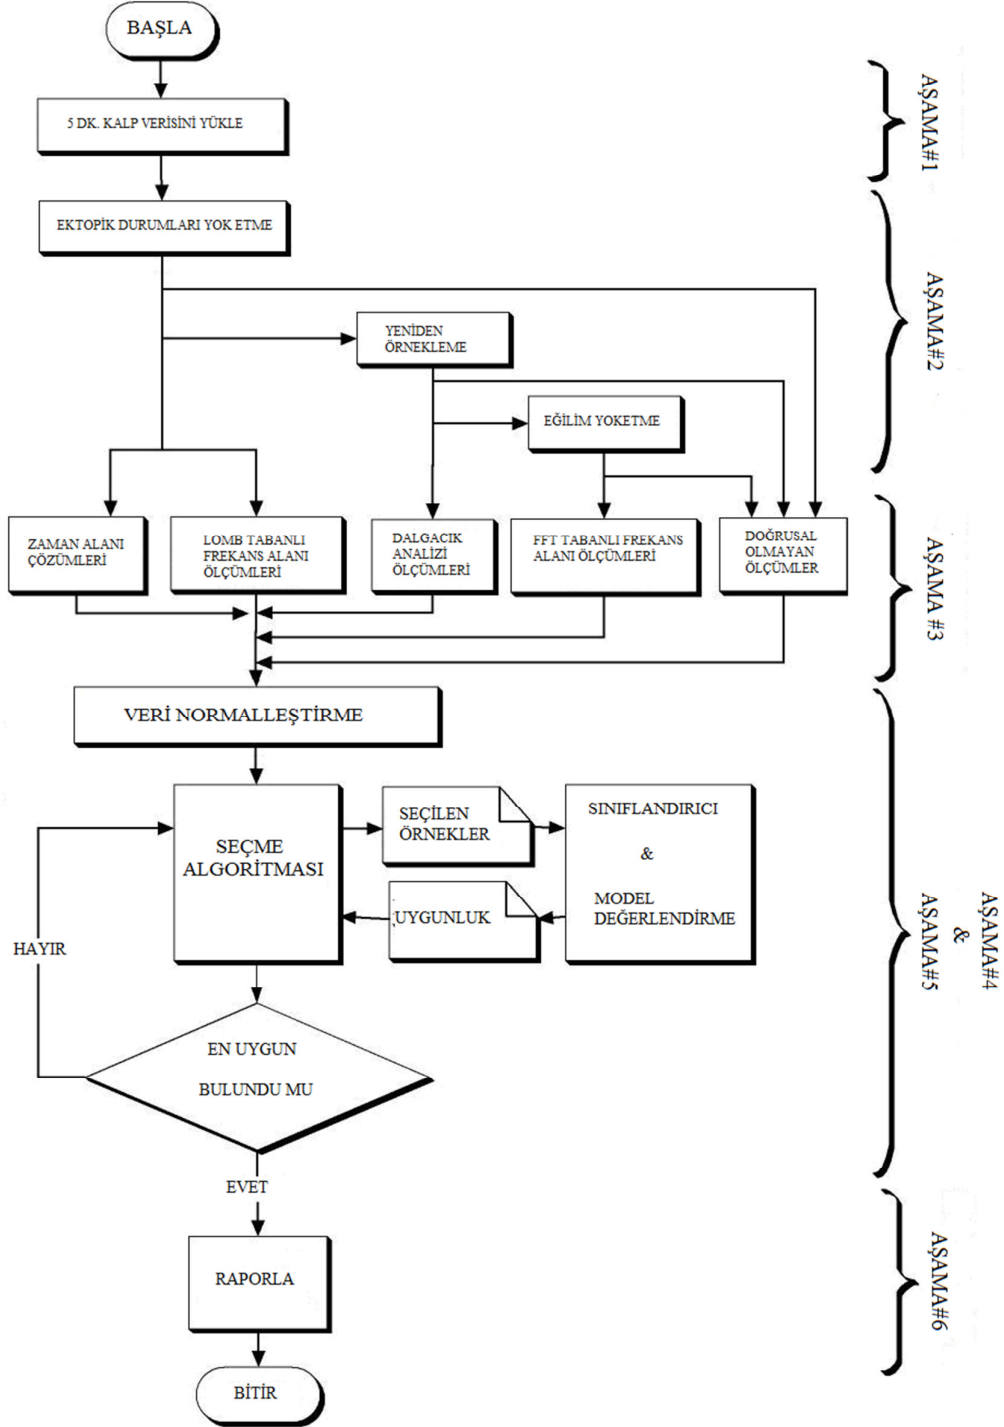 BAŞLA
5 DK. KALP VERİSİNİ YÜKLE
AŞAMA#1
EKTOPİK DURUMLARI YOK ETME
YENİDEN
ÖRNEKLEME
EĞİLİM YOKETME
AŞAMA#2
ZAMAN ALANI
ÇÖZÜMLERİ
LOMB TABANLI
FREKANS ALANI
ÖLÇÜMLERİ
DALGACIK
ANALİZİ
ÖLÇÜMLERİ
FFT TABANLI FREKANS
ALANI ÖLÇÜMLERİ
DOĞRUSAL
OLMAYAN
ÖLÇÜMLER
AŞAMA #3
VERİ NORMALLEŞTİRME
SEÇME
ALGORİTMASI
SEÇİLEN
ÖRNEKLER
UYGUNLUK
SINIFLANDIRICI
&
MODEL
DEĞERLENDİRME
AŞAMA#4
&
AŞAMA#5
HAYIR
EN UYGUN
BULUNDU MU
EVET
RAPORLA
AŞAMA#6
BİTİR